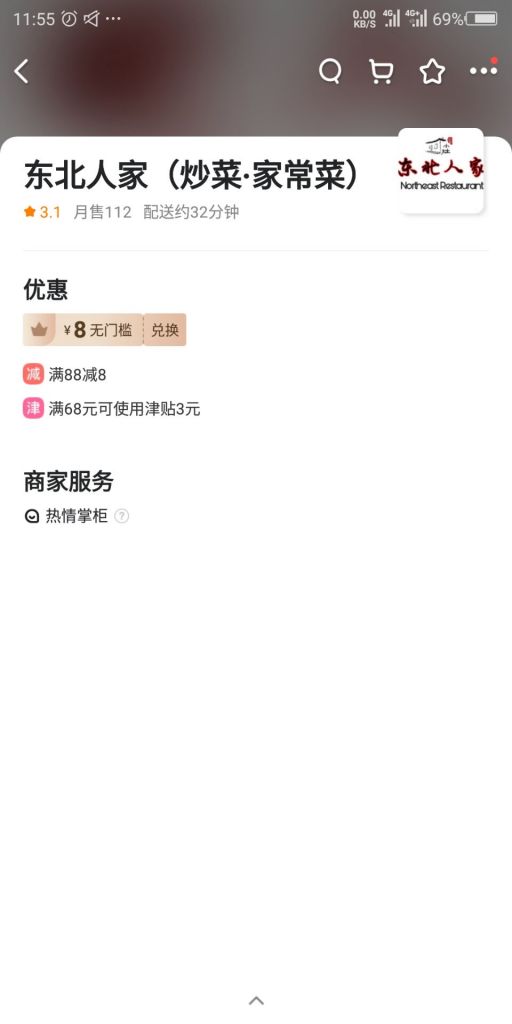 11:55 ··· 0.00 KB/S 4G 4G+ 69%
东北人家（炒菜·家常菜）
东北人家
Northeast Restaurant
3.1 月售112 配送约32分钟
优惠
¥8无门槛 兑换
减 满88减8
津 满68元可使用津贴3元
商家服务
热情掌柜 ?